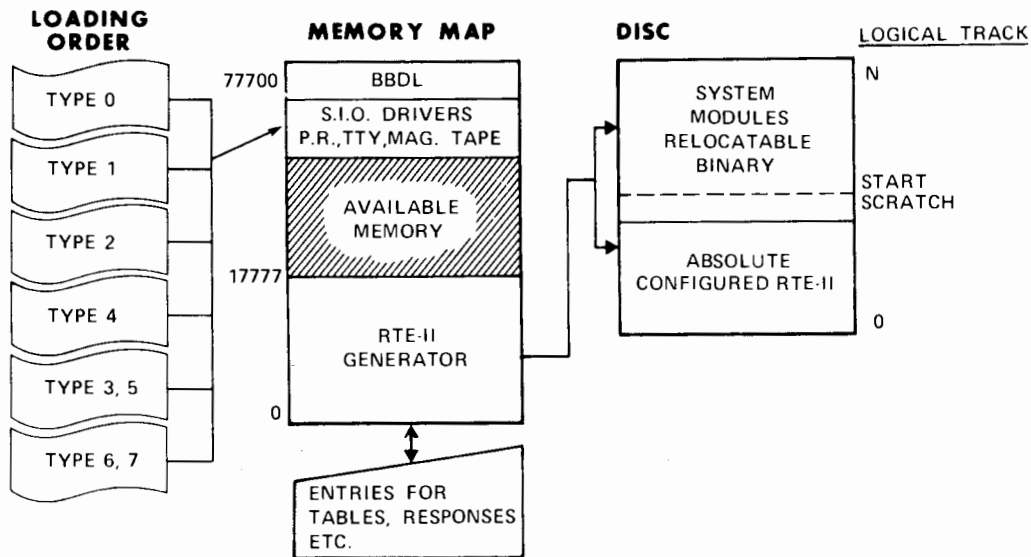 LOADING
ORDER
TYPE 0
TYPE 1
TYPE 2
TYPE 4
TYPE 3, 5
TYPE 6, 7
MEMORY MAP
77700
BBDL
S.I.O. DRIVERS
P.R.,TTY,MAG. TAPE
AVAILABLE
MEMORY
17777
RTE-II
GENERATOR
0
ENTRIES FOR
TABLES, RESPONSES
ETC.
DISC
LOGICAL TRACK
N
SYSTEM
MODULES
RELOCATABLE
BINARY
START
SCRATCH
ABSOLUTE
CONFIGURED RTE-II
0